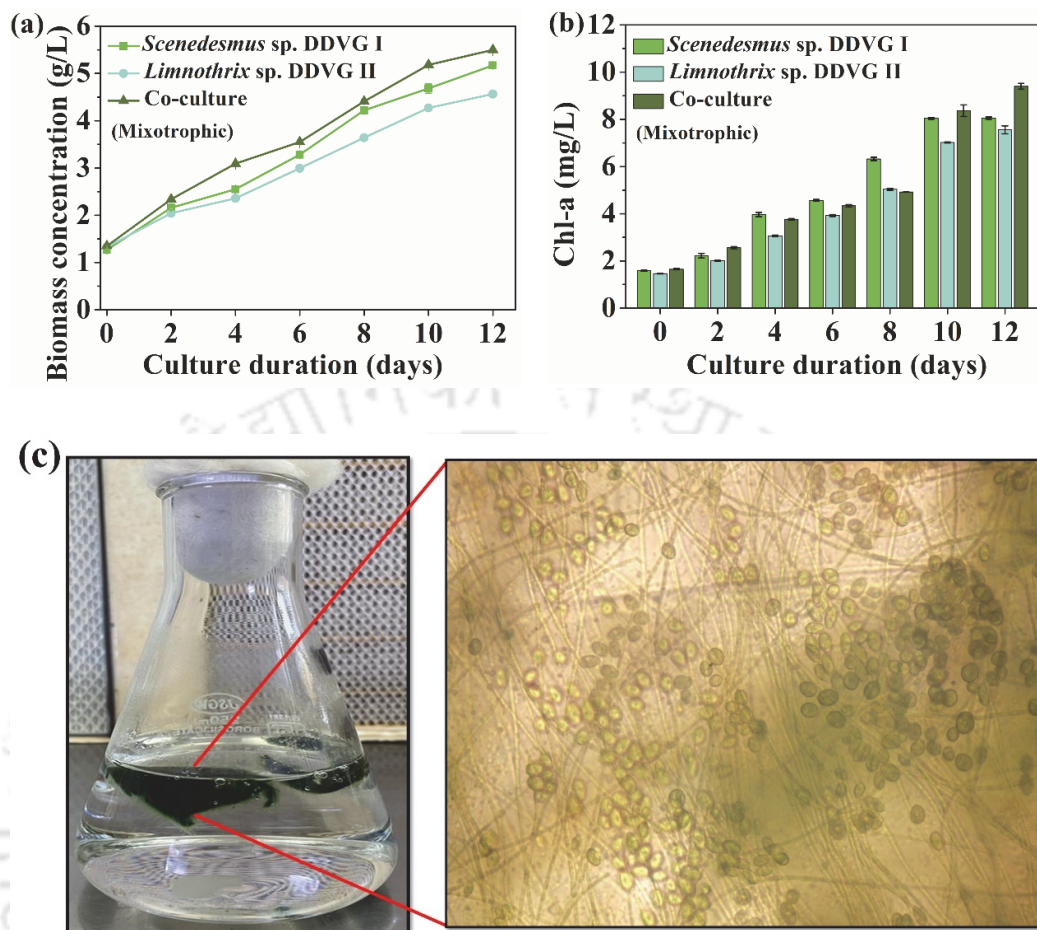 (a)
Scenedesmus sp. DDVG I
Limnothrix sp. DDVG II
Co-culture
(Mixotrophic)
Biomass concentration (g/L)
6
5
4
3
2
1
0
0 2 4 6 8 10 12
Culture duration (days)
(b)
Scenedesmus sp. DDVG I
Limnothrix sp. DDVG II
Co-culture
(Mixotrophic)
Chl-a (mg/L)
12
10
8
6
4
2
0
0 2 4 6 8 10 12
Culture duration (days)
(c)
JSGW
BOROSILICATE